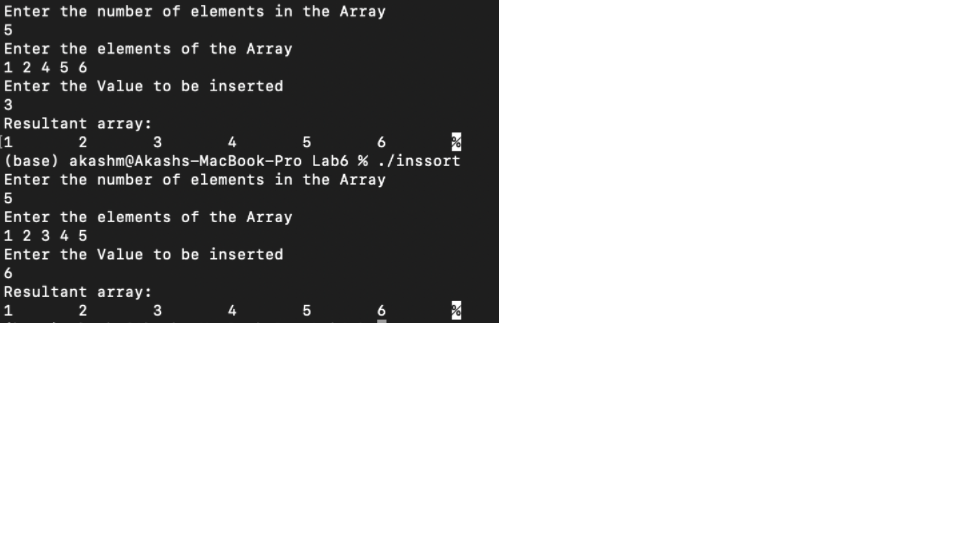 Enter the number of elements in the Array
5
Enter the elements of the Array
1 2 4 5 6
Enter the Value to be inserted
3
Resultant array:
1 2 3 4 5 6 %
(base) akashm@Akashs-MacBook-Pro Lab6 % ./inssort
Enter the number of elements in the Array
5
Enter the elements of the Array
1 2 3 4 5
Enter the Value to be inserted
6
Resultant array:
1 2 3 4 5 6 %